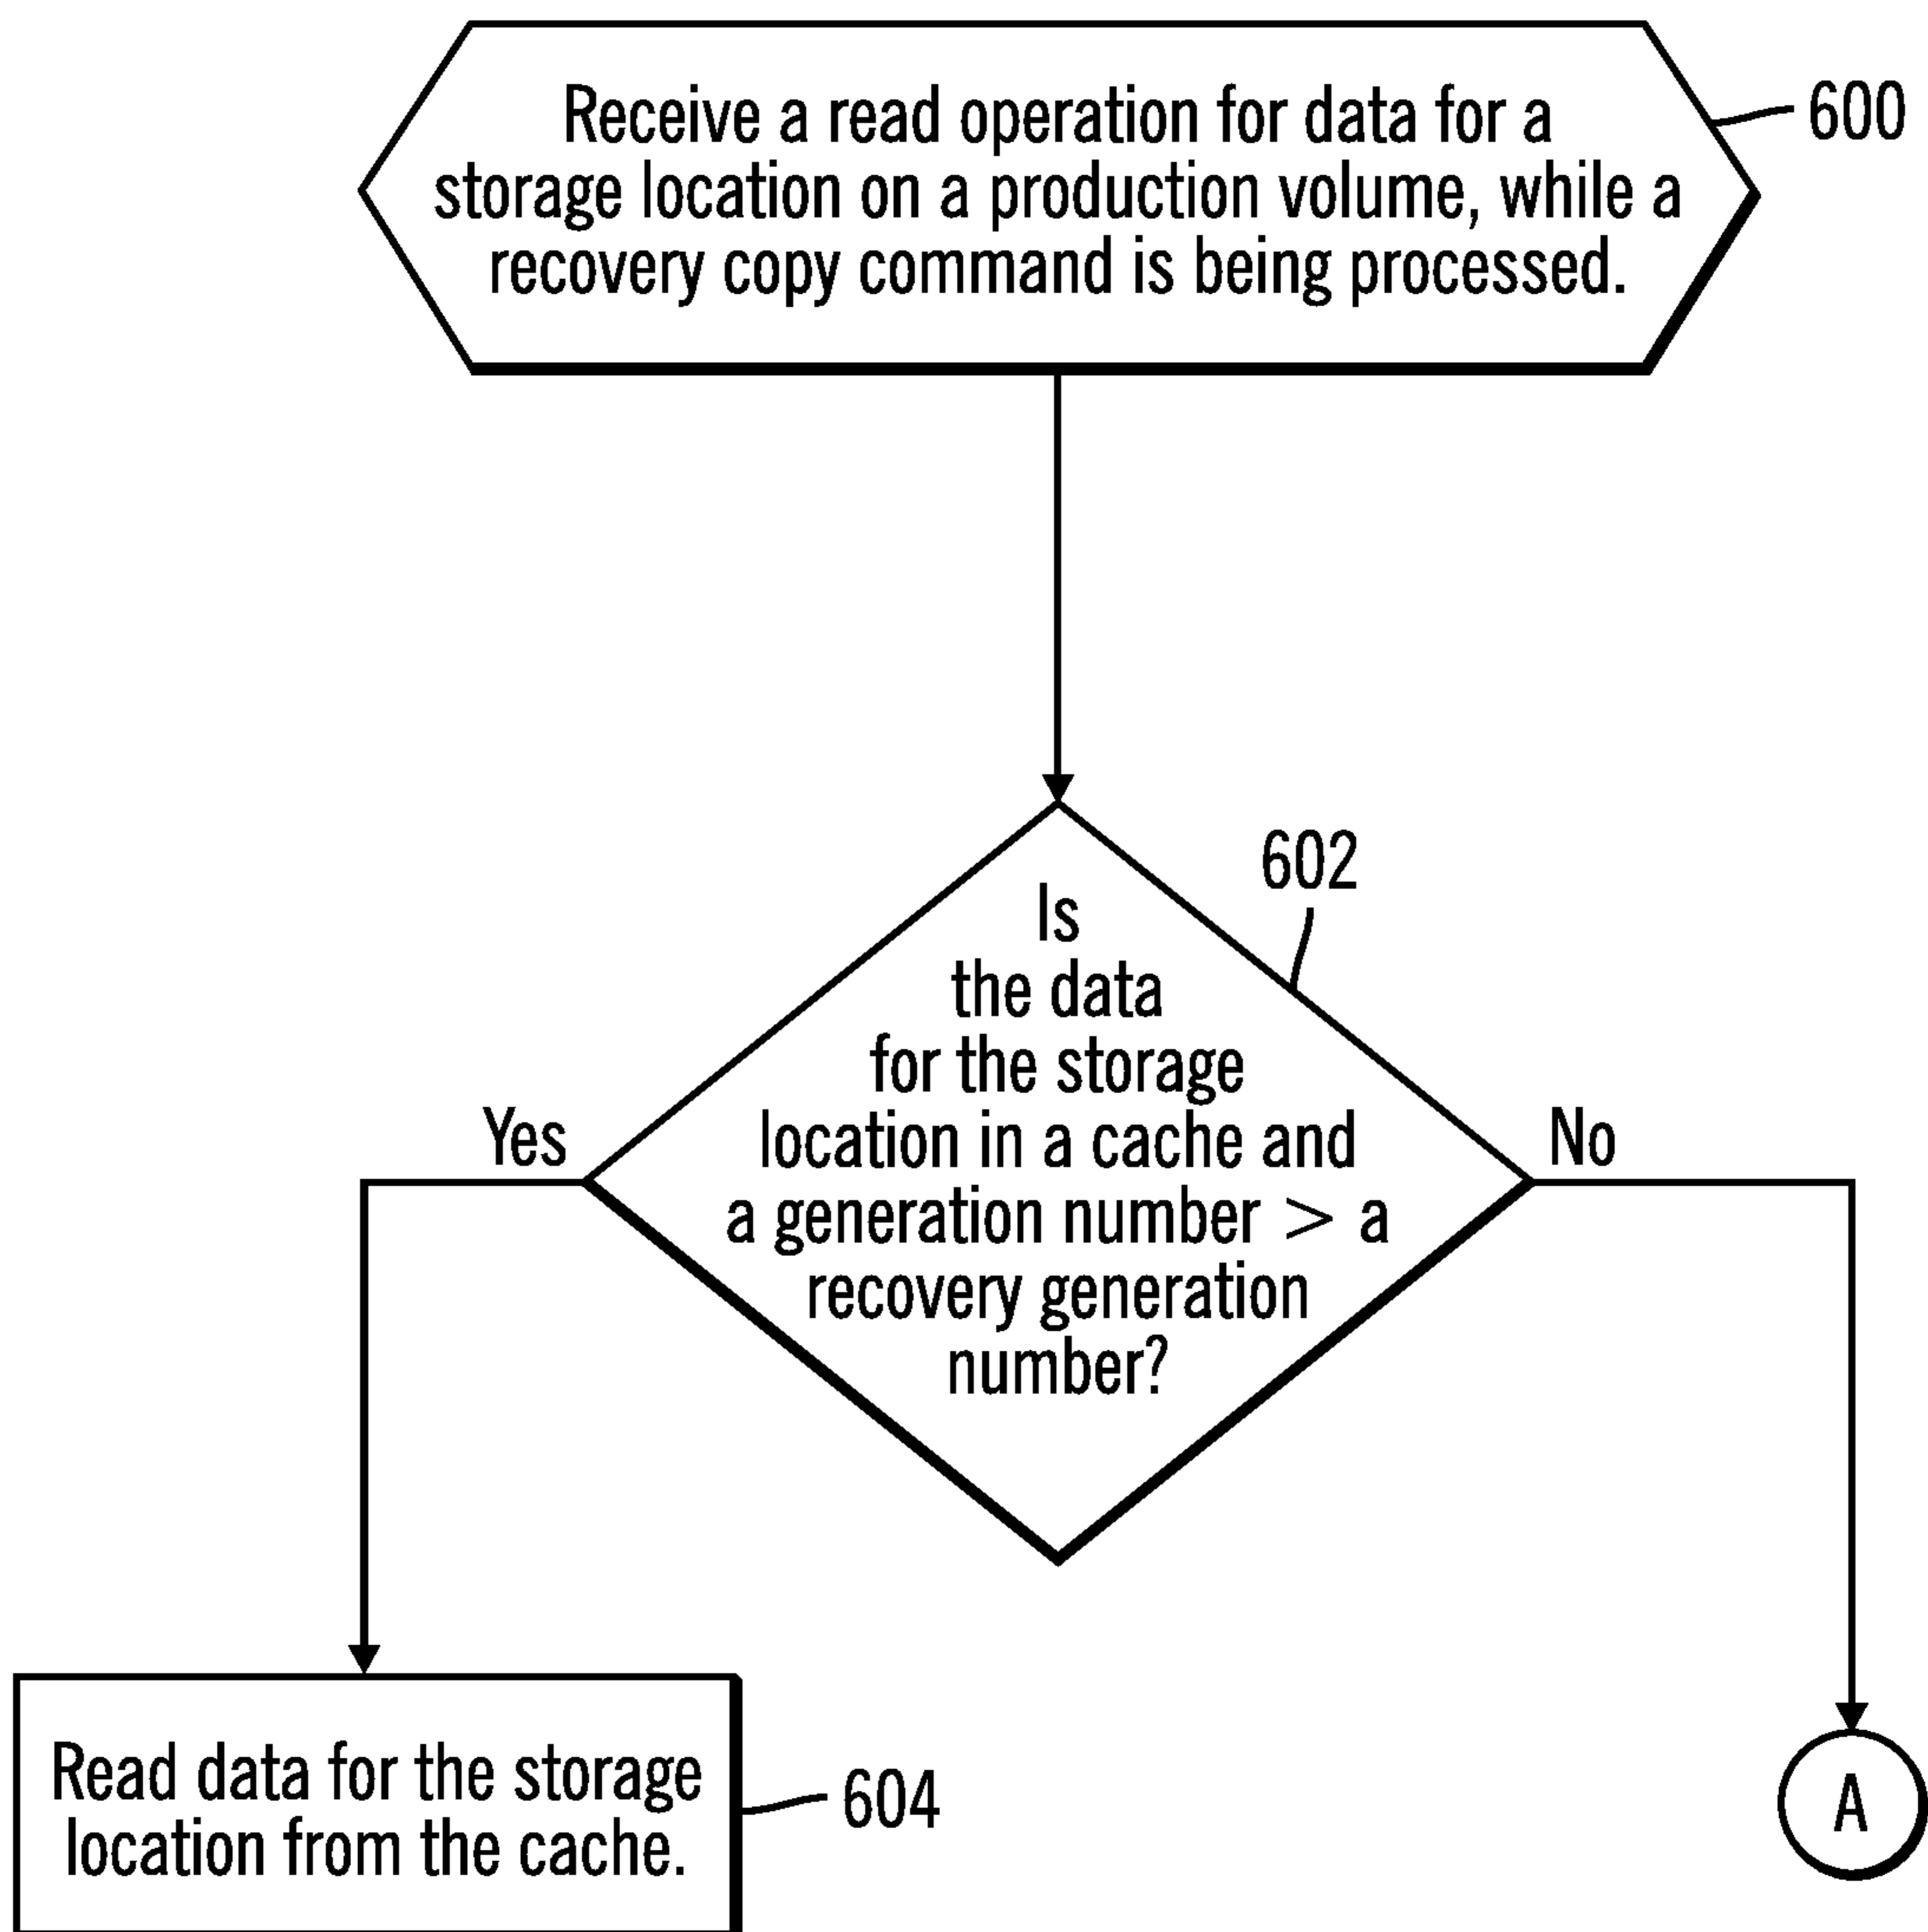 Receive a read operation for data for a
storage location on a production volume, while a
recovery copy command is being processed.
600
602
Is
the data
for the storage
location in a cache and
a generation number > a
recovery generation
number?
Yes
No
Read data for the storage
location from the cache.
604
A